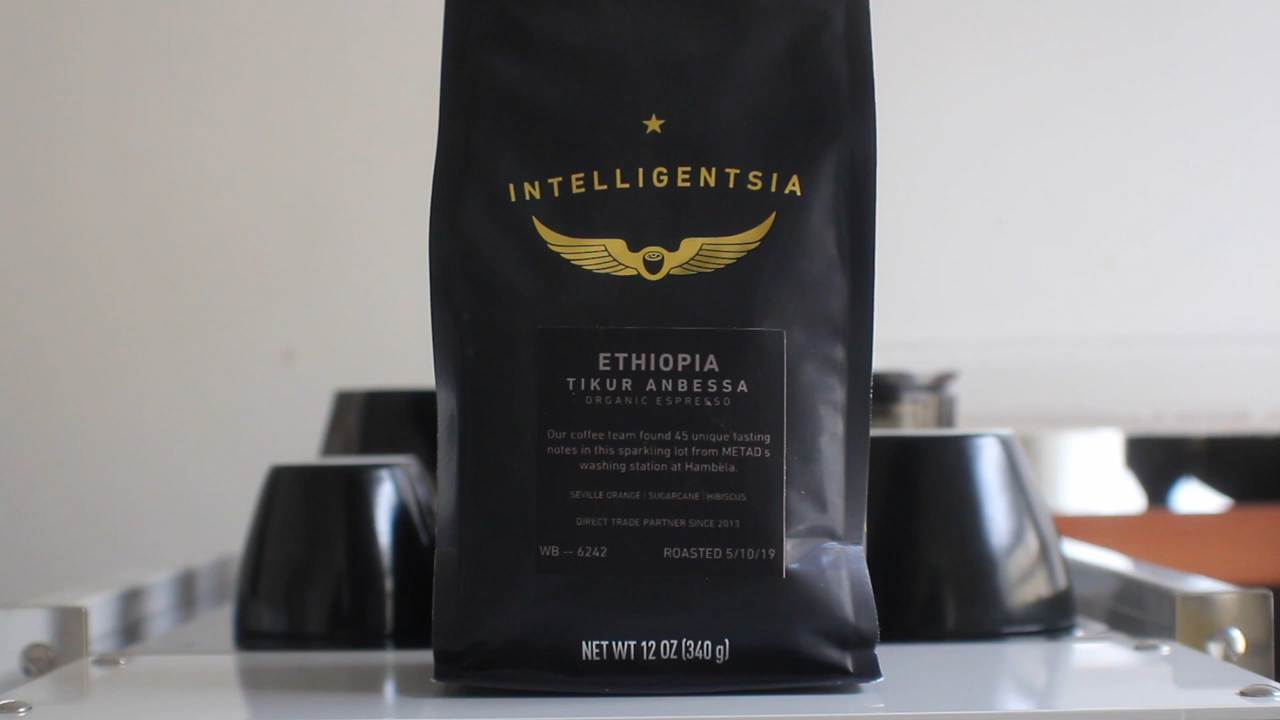 INTELLIGENTSIA
ETHIOPIA
TIKUR ANBESSA
ORGANIC ESPRESSO
Our coffee team found 45 unique tasting
notes in this sparkling lot from METAD's
washing station at Hambela.
SEVILLE ORANGE | SUGARCANE | HIBISCUS
DIRECT TRADE PARTNER SINCE 2013
WB -- 6242 ROASTED 5/10/19
NET WT 12 OZ (340 g)